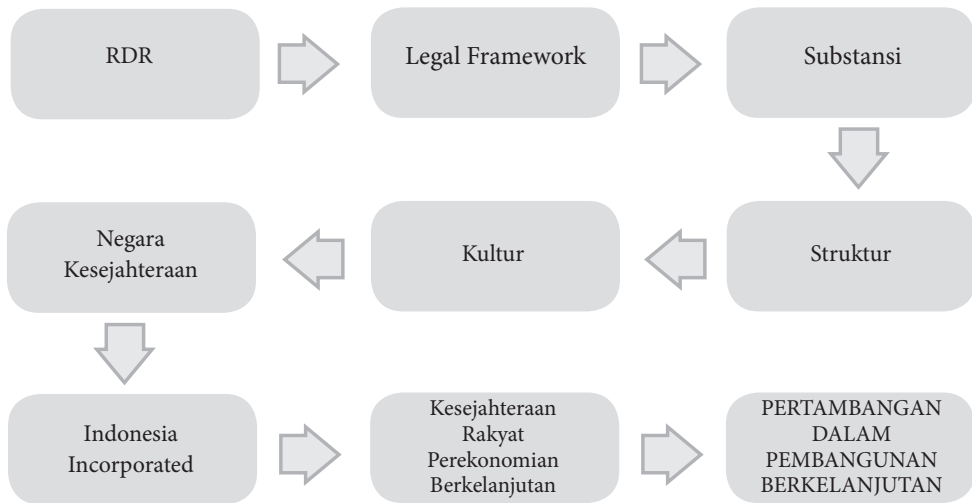 RDR
Legal Framework
Substansi
Struktur
Kultur
Negara
Kesejahteraan
Indonesia
Incorporated
Kesejahteraan
Rakyat
Perekonomian
Berkelanjutan
PERTAMBANGAN
DALAM
PEMBANGUNAN
BERKELANJUTAN